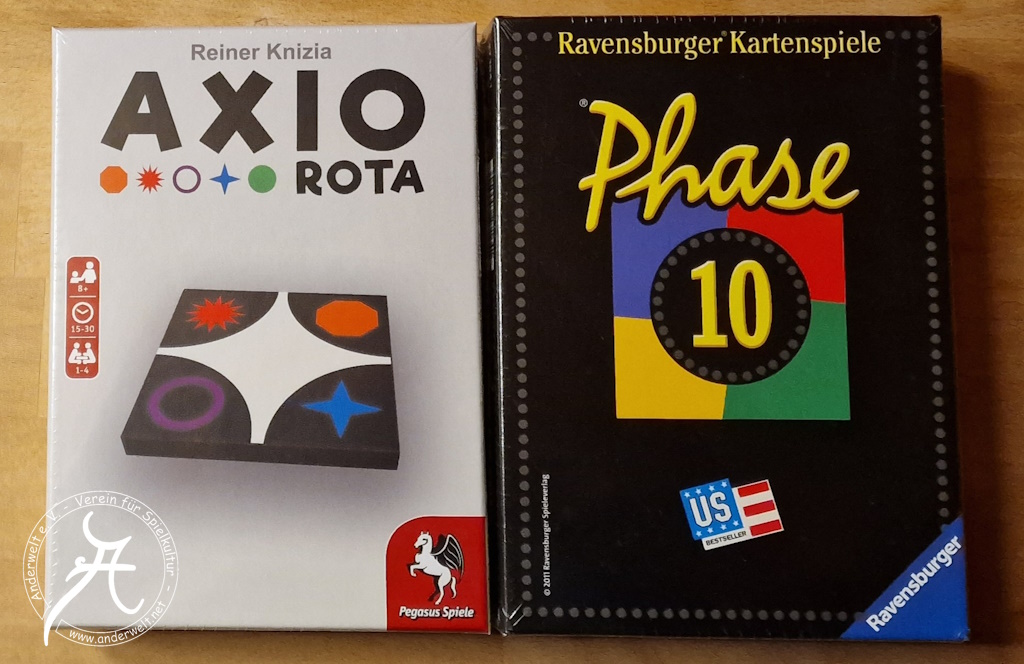 Reiner Knizia
AXIO
ROTA
8+
15-30
1-4
Pegasus Spiele
Anderwelt e.V. - Verein für Spielkultur -
www.anderwelt.net
Ravensburger Kartenspiele
® Phase
10
US
BESTSELLER
© 2011 Ravensburger Spieleverlag
Ravensburger